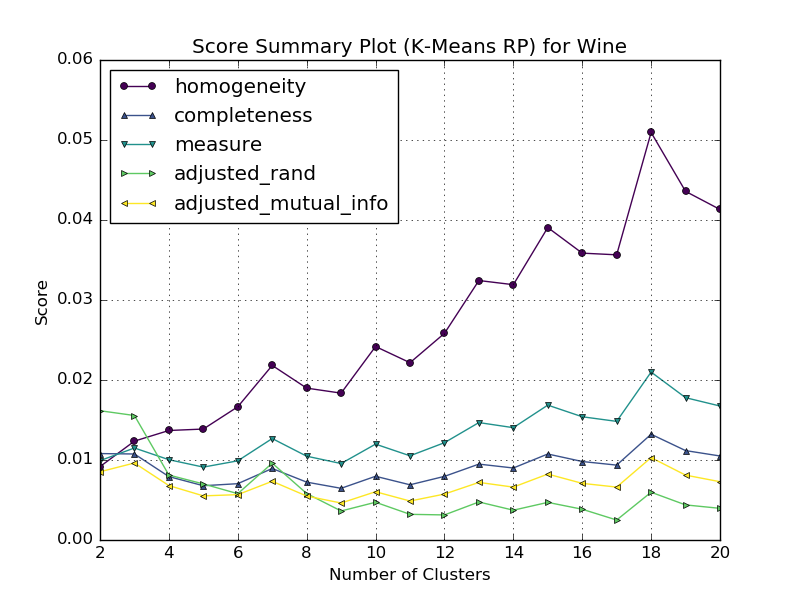 Score Summary Plot (K-Means RP) for Wine
0.06
0.05
0.04
0.03
0.02
0.01
0.00
Score
homogeneity
completeness
measure
adjusted_rand
adjusted_mutual_info
2 4 6 8 10 12 14 16 18 20
Number of Clusters